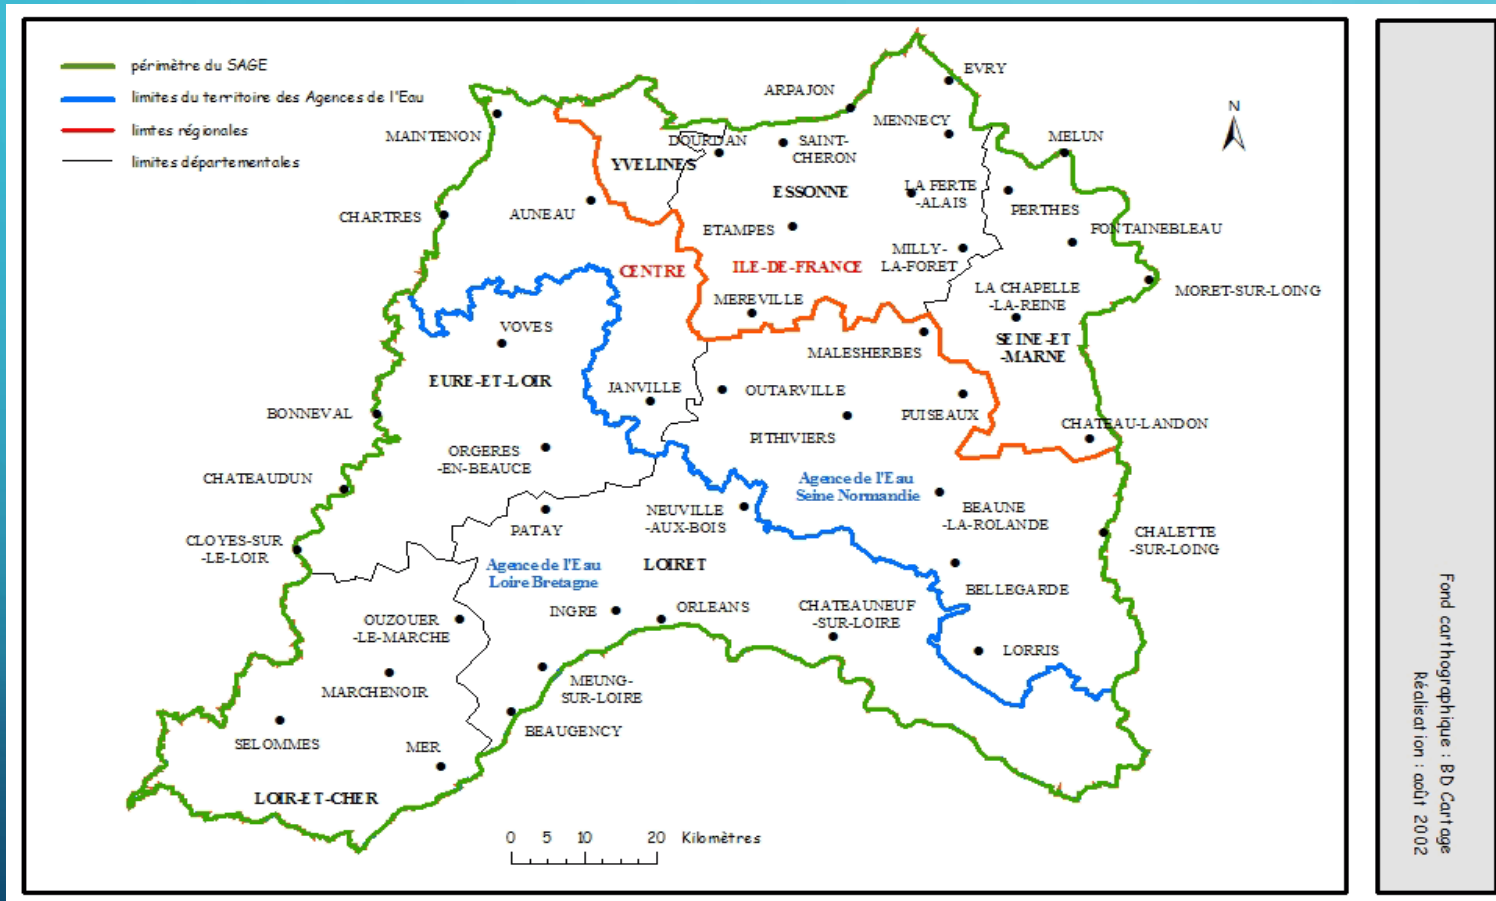 périmètre du SAGE
limites du territoire des Agences de l'Eau
limtes régionales
limites départementales
EVRY
ARPAJON
MENNECY
N
MAINTENON
DOURDAN
SAINT-
-CHERON
MELUN
YVELINES
ESSONNE
LA FERTE
-ALAIS
PERTHES
CHARTRES
AUNEAU
ETAMPES
FONTAINEBLEAU
MILLY-
LA-FORET
CENTRE
ILE-DE-FRANCE
LA CHAPELLE
-LA-REINE
MORET-SUR-LOING
MEREVILLE
VOVES
SEINE-ET
-MARNE
MALESHERBES
EURE-ET-LOIR
JANVILLE
OUTARVILLE
PUISEAUX
BONNEVAL
PITHIVIERS
CHATEAU-LANDON
ORGERES
-EN-BEAUCE
CHATEAUDUN
Agence de l'Eau
Seine Normandie
NEUVILLE
-AUX-BOIS
BEAUNE
-LA-ROLANDE
PATAY
CHALETTE
-SUR-LOING
CLOYES-SUR
-LE-LOIR
LOIRET
Agence de l'Eau
Loire Bretagne
BELLEGARDE
INGRE
ORLEANS
CHATEAUNEUF
-SUR-LOIRE
OUZOUER
-LE-MARCHE
LORRIS
MARCHENOIR
MEUNG-
SUR-LOIRE
BEAUGENCY
SELOMMES
MER
LOIR-ET-CHER
0 5 10 20 Kilomètres
Fond carthographique : BD Cartage
Réalisation : août 2002